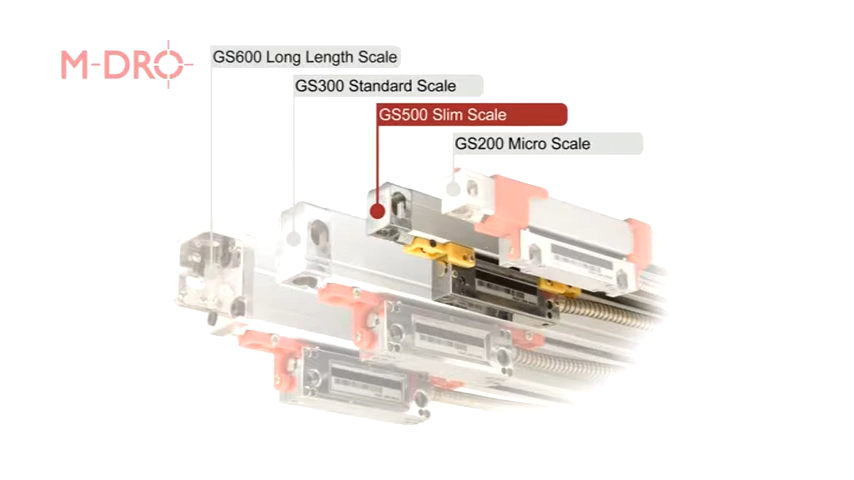 M-DRO
GS600 Long Length Scale
GS300 Standard Scale
GS500 Slim Scale
GS200 Micro Scale